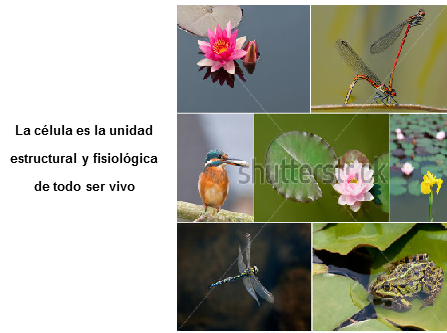 La célula es la unidad
estructural y fisiológica
de todo ser vivo
shutterstock